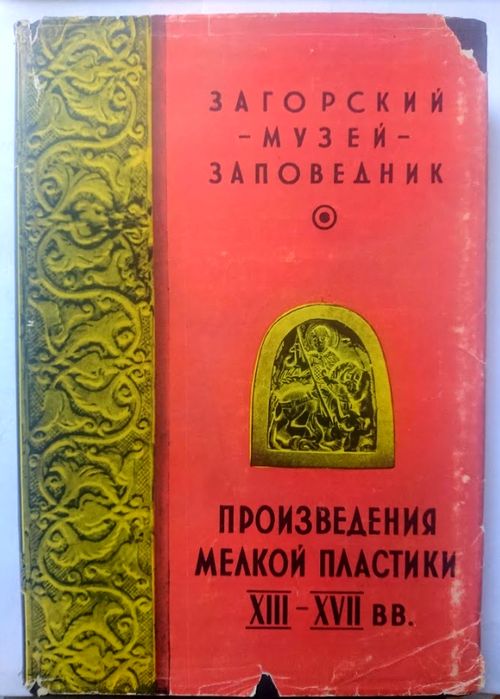 ЗАГОРСКИЙ
-МУЗЕЙ-
ЗАПОВЕДНИК
ПРОИЗВЕДЕНИЯ
МЕЛКОЙ ПЛАСТИКИ
XIII-XVII ВВ.